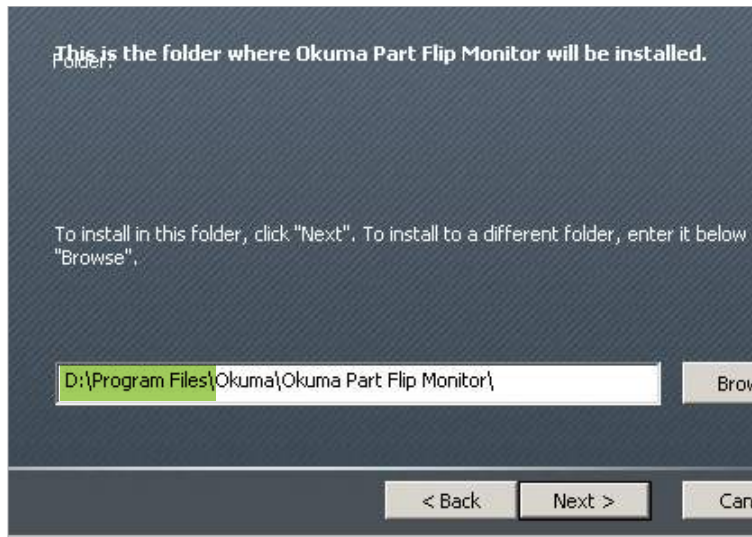 This is the folder where Okuma Part Flip Monitor will be installed.
Folder:
To install in this folder, click "Next". To install to a different folder, enter it below
"Browse".
D:\Program Files\Okuma\Okuma Part Flip Monitor\
Brow
< Back
Next >
Can